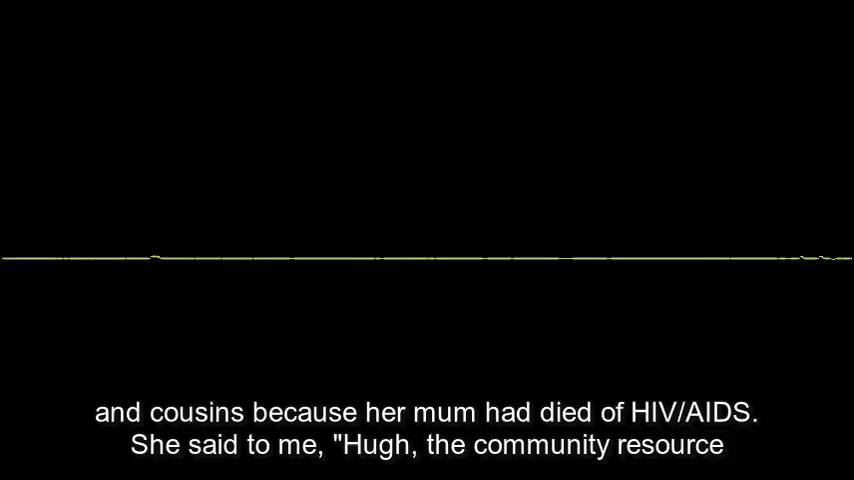 and cousins because her mum had died of HIV/AIDS.
She said to me, "Hugh, the community resource